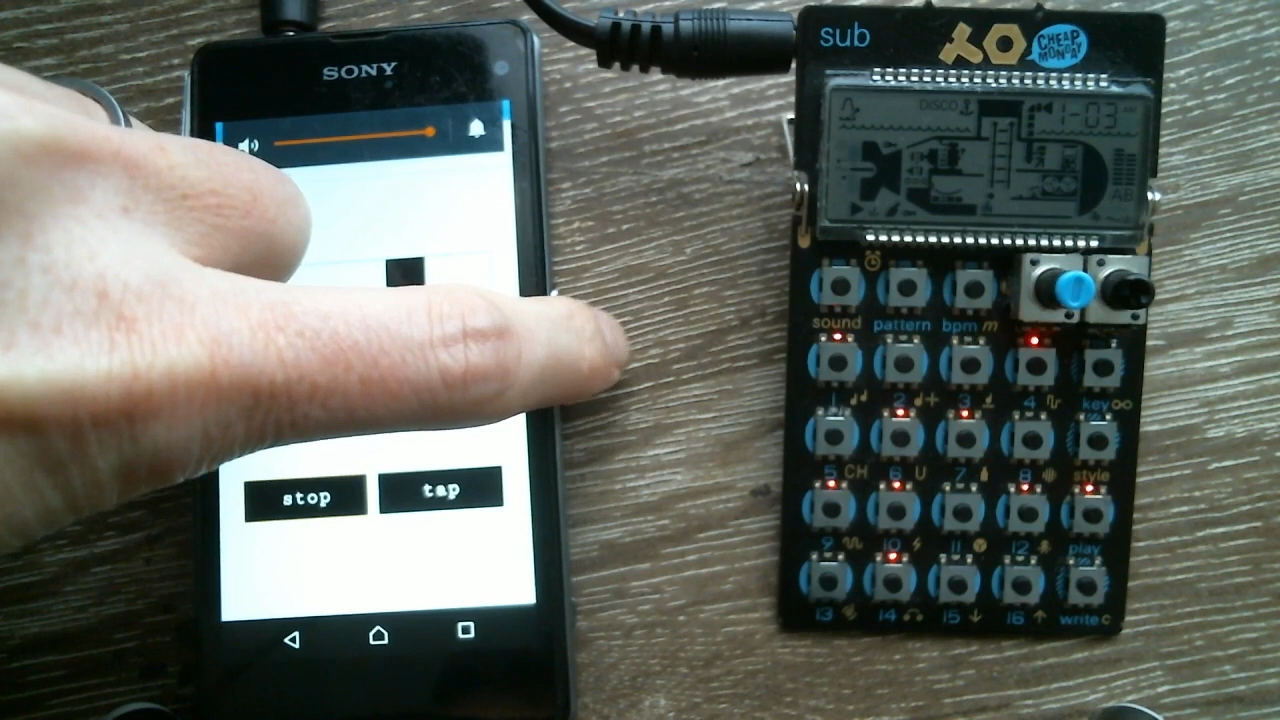 SONY
stop tap
sub
CHEAP MONDAY
DISCO 1-03
AB
sound pattern bpm m
1 2 3 4 key
5 CH 6 U 7 8 style
9 10 11 12 play
13 14 15 16 write c